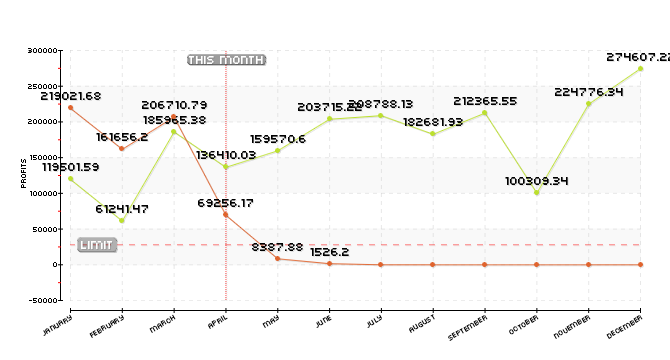 THIS MONTH
300000
274607.22
250000
219021.68
206710.79
203715.22
208788.13
224776.34
212365.55
200000
185965.38
182681.93
161656.2
159570.6
150000
136410.03
119501.59
PROFITS
100000
100309.34
61241.47
69256.17
50000
LIMIT
8387.88
1526.2
0
-50000
JANUARY
FEBRUARY
MARCH
APRIL
MAY
JUNE
JULY
AUGUST
SEPTEMBER
OCTOBER
NOVEMBER
DECEMBER